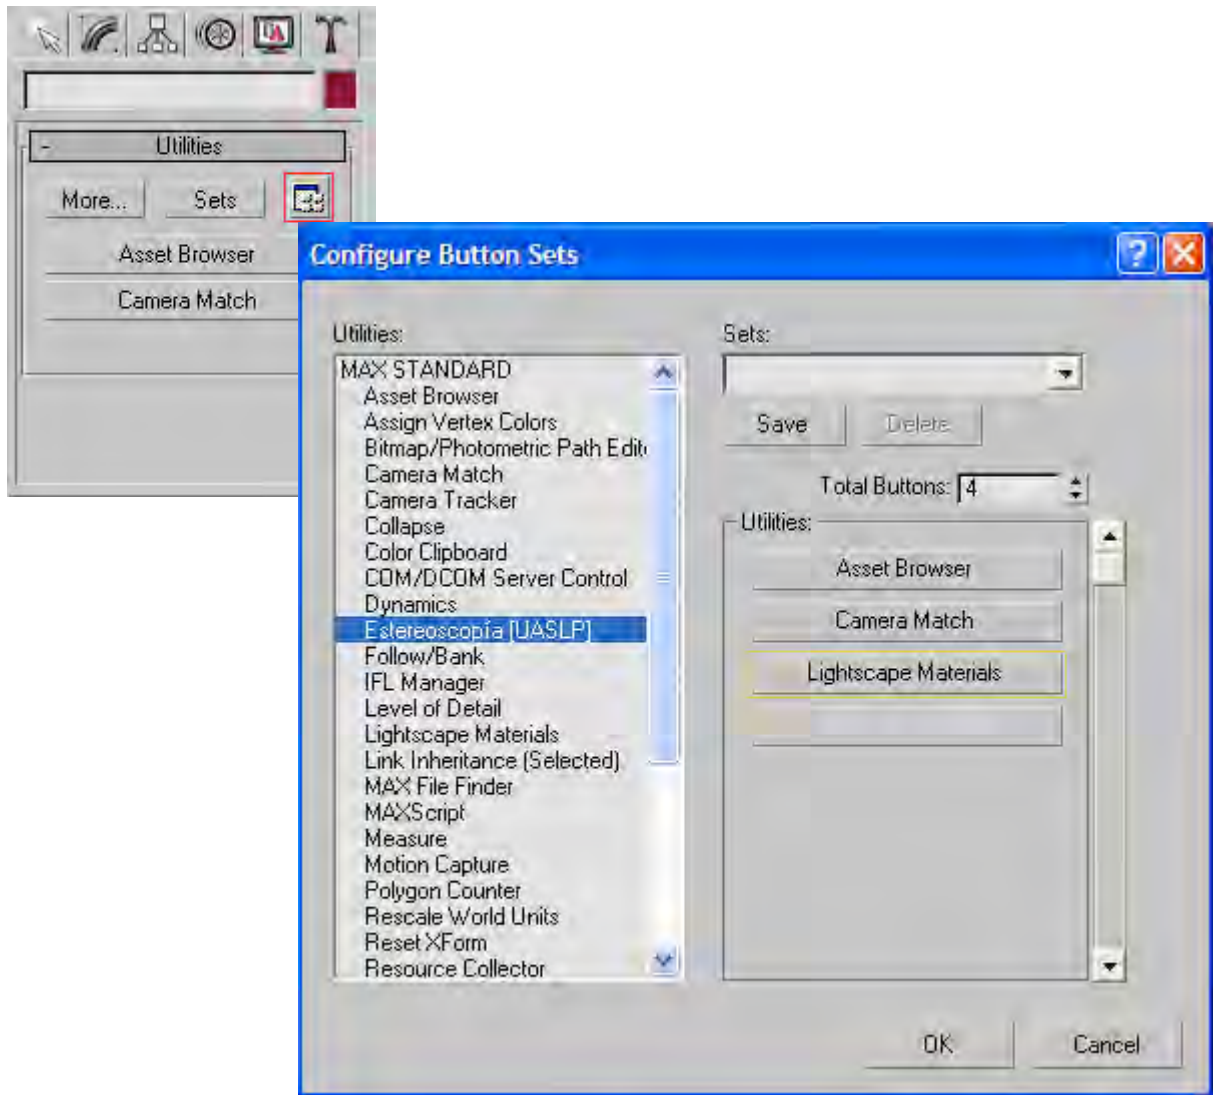 Utilities
-
More... Sets
Asset Browser
Camera Match
Configure Button Sets
?
Utilities:
MAX STANDARD
Asset Browser
Assign Vertex Colors
Bitmap/Photometric Path Edit
Camera Match
Camera Tracker
Collapse
Color Clipboard
COM/DCOM Server Control
Dynamics
Estereoscopía [UASLP]
Follow/Bank
IFL Manager
Level of Detail
Lightscape Materials
Link Inheritance (Selected)
MAX File Finder
MAXScript
Measure
Motion Capture
Polygon Counter
Rescale World Units
Reset XForm
Resource Collector
Sets:
Save Delete
Total Buttons: 4
Utilities:
Asset Browser
Camera Match
Lightscape Materials
OK Cancel